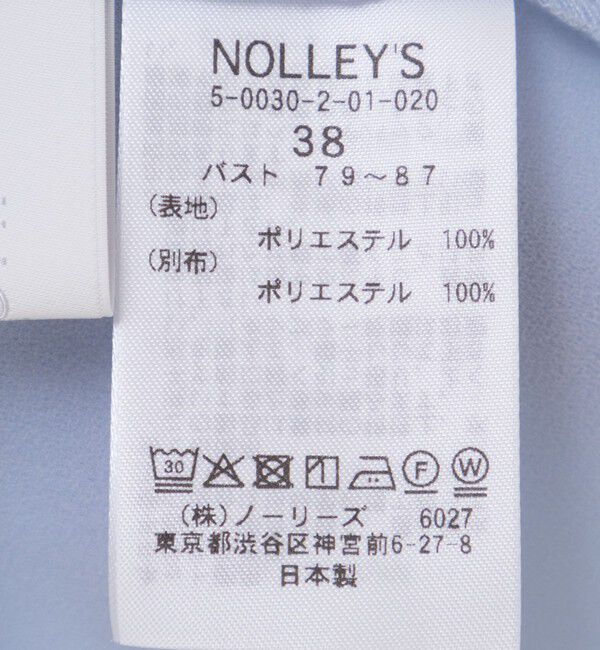 NOLLEY'S
5-0030-2-01-020
38
バスト 79〜87
(表地)
ポリエステル 100%
(別布)
ポリエステル 100%
30 F W
(株)ノーリーズ 6027
東京都渋谷区神宮前6-27-8
日本製